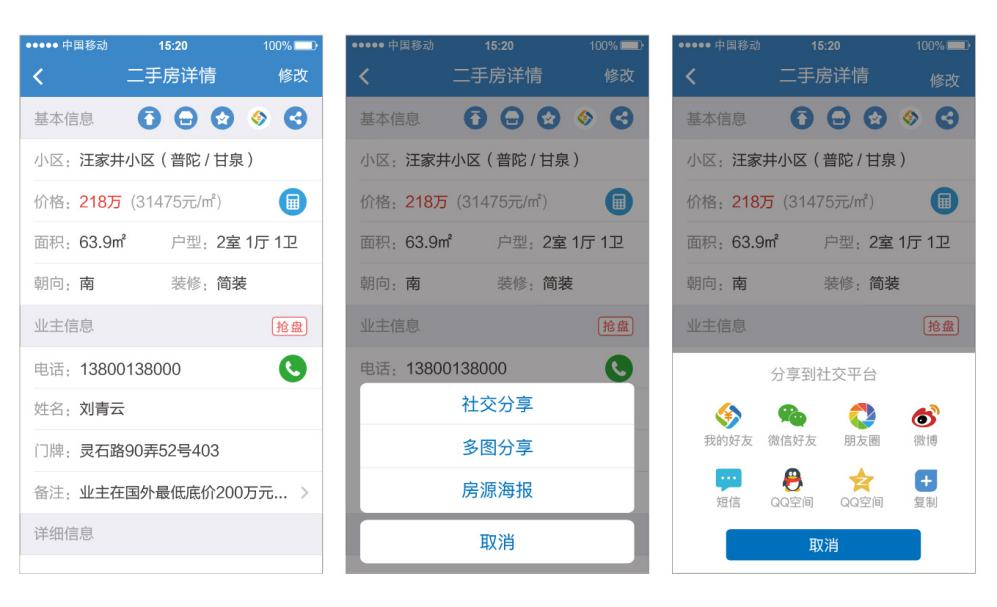 中国移动 15:20 100%
二手房详情 修改
基本信息
小区：汪家井小区（普陀 / 甘泉）
价格：218万 (31475元/㎡)
面积：63.9㎡ 户型：2室 1厅 1卫
朝向：南 装修：简装
业主信息 抢盘
电话：13800138000
姓名：刘青云
门牌：灵石路90弄52号403
备注：业主在国外最低底价200万元...
详细信息
中国移动 15:20 100%
二手房详情 修改
基本信息
小区：汪家井小区（普陀 / 甘泉）
价格：218万 (31475元/㎡)
面积：63.9㎡ 户型：2室 1厅 1卫
朝向：南 装修：简装
业主信息 抢盘
电话：13800138000
社交分享
多图分享
房源海报
取消
中国移动 15:20 100%
二手房详情 修改
基本信息
小区：汪家井小区（普陀 / 甘泉）
价格：218万 (31475元/㎡)
面积：63.9㎡ 户型：2室 1厅 1卫
朝向：南 装修：简装
业主信息 抢盘
分享到社交平台
我的好友 微信好友 朋友圈 微博
短信 QQ空间 QQ空间 复制
取消